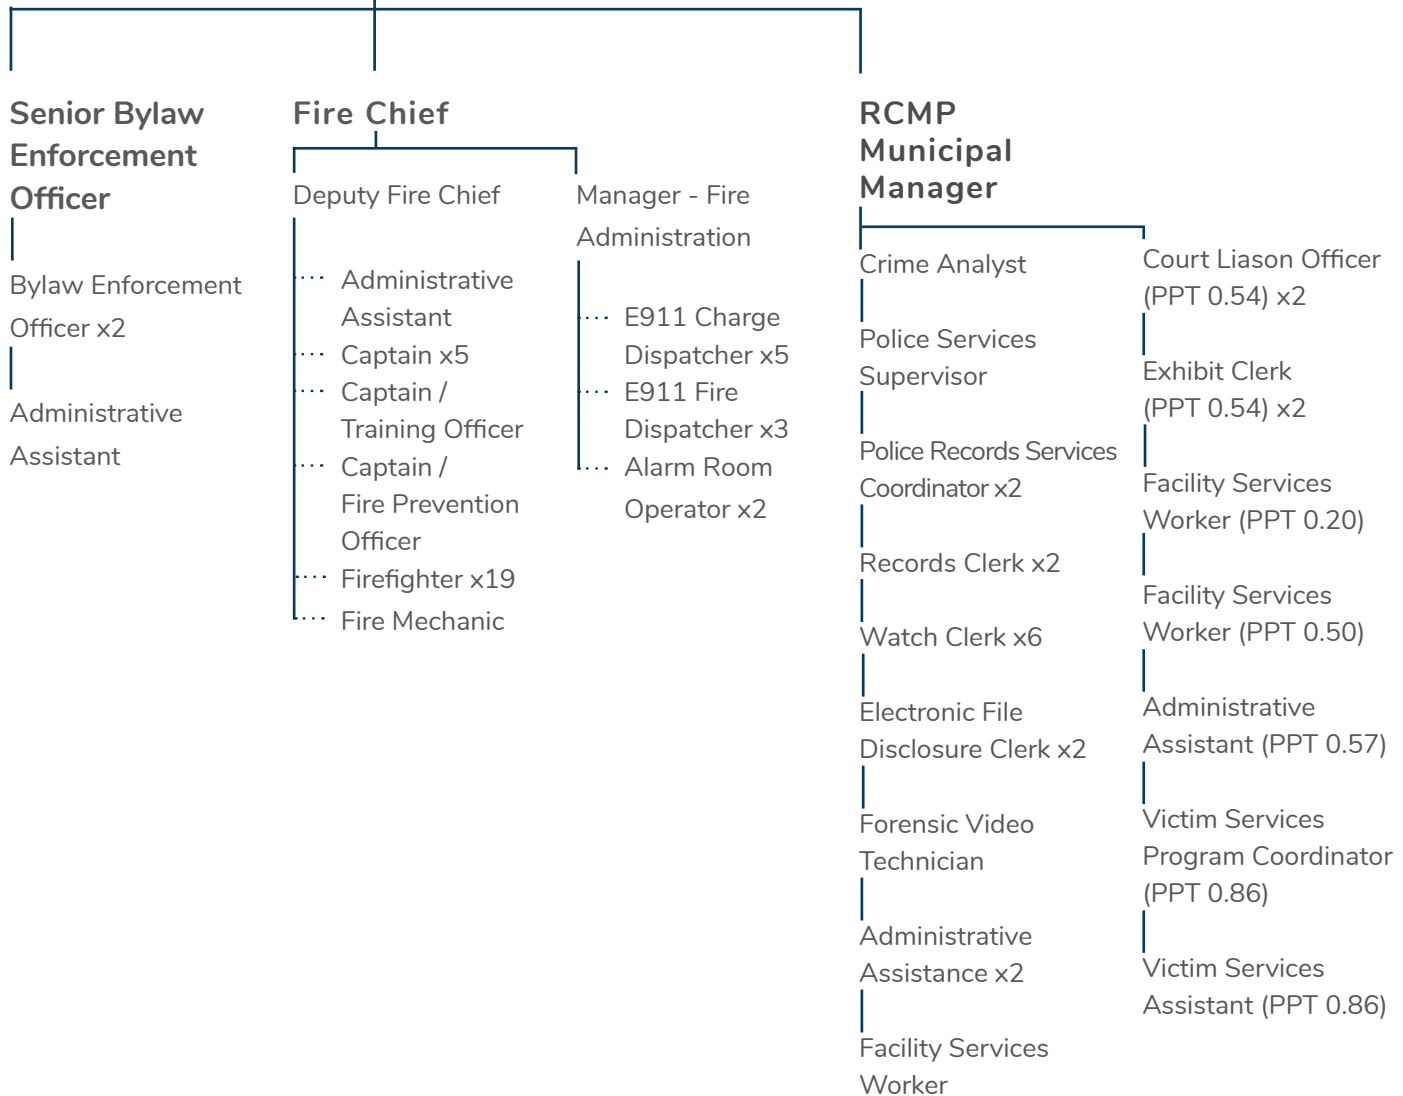 Senior Bylaw
Enforcement
Officer
Bylaw Enforcement
Officer x2
Administrative
Assistant
Fire Chief
Deputy Fire Chief
Administrative
Assistant
Captain x5
Captain /
Training Officer
Captain /
Fire Prevention
Officer
Firefighter x19
Fire Mechanic
Manager - Fire
Administration
E911 Charge
Dispatcher x5
E911 Fire
Dispatcher x3
Alarm Room
Operator x2
RCMP
Municipal
Manager
Crime Analyst
Police Services
Supervisor
Police Records Services
Coordinator x2
Records Clerk x2
Watch Clerk x6
Electronic File
Disclosure Clerk x2
Forensic Video
Technician
Administrative
Assistance x2
Facility Services
Worker
Court Liason Officer
(PPT 0.54) x2
Exhibit Clerk
(PPT 0.54) x2
Facility Services
Worker (PPT 0.20)
Facility Services
Worker (PPT 0.50)
Administrative
Assistant (PPT 0.57)
Victim Services
Program Coordinator
(PPT 0.86)
Victim Services
Assistant (PPT 0.86)